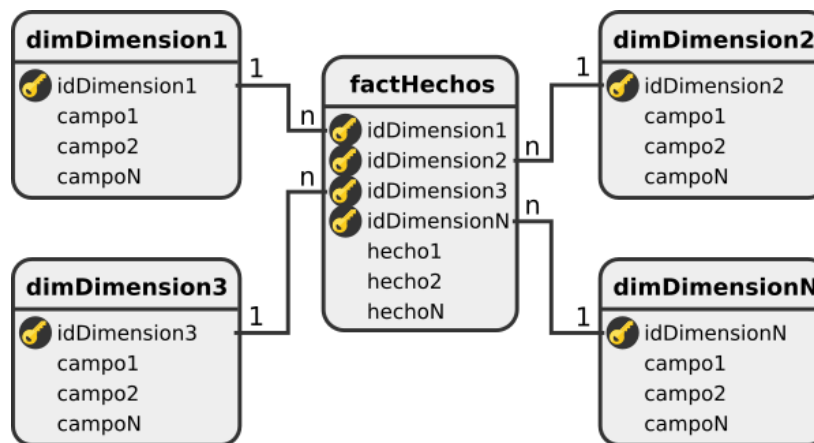 dimDimension1
idDimension1
campo1
campo2
campoN
1
n
factHechos
idDimension1
idDimension2
idDimension3
idDimensionN
hecho1
hecho2
hechoN
dimDimension2
idDimension2
campo1
campo2
campoN
1
n
dimDimension3
idDimension3
campo1
campo2
campoN
1
n
dimDimensionN
idDimensionN
campo1
campo2
campoN
1
n